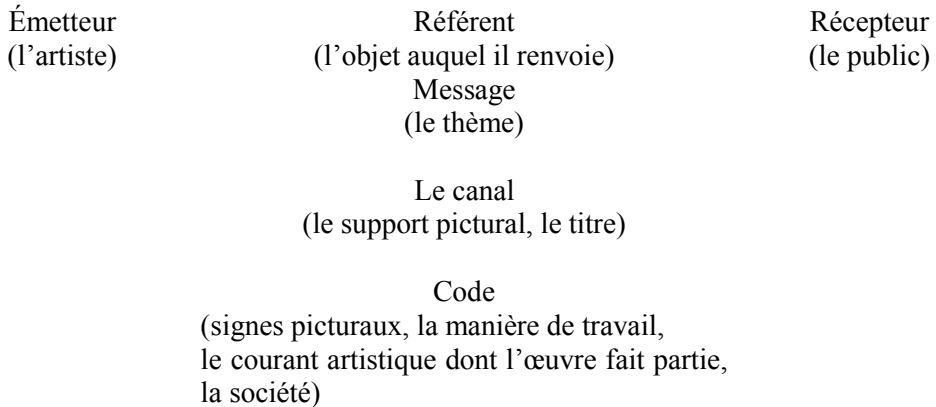 Émetteur Référent Récepteur
(l’artiste) (l’objet auquel il renvoie) (le public)
Message
(le thème)
Le canal
(le support pictural, le titre)
Code
(signes picturaux, la manière de travail,
le courant artistique dont l’œuvre fait partie,
la société)